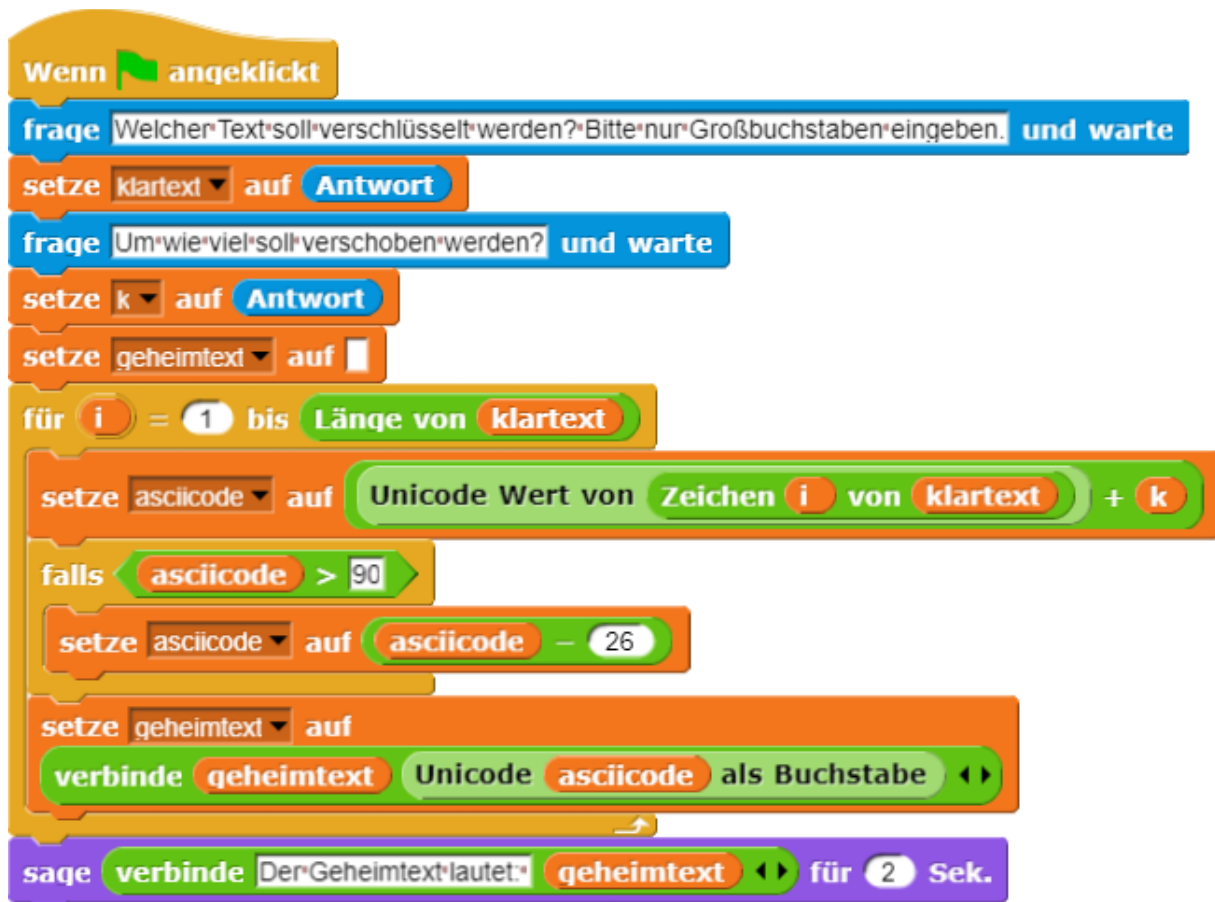 Wenn angeklickt
frage Welcher Text soll verschlüsselt werden? Bitte nur Großbuchstaben eingeben. und warte
setze klartext auf Antwort
frage Um wie viel soll verschoben werden? und warte
setze k auf Antwort
setze geheimtext auf
für i = 1 bis Länge von klartext
setze asciicode auf Unicode Wert von Zeichen i von klartext + k
falls asciicode > 90
setze asciicode auf asciicode - 26
setze geheimtext auf
verbinde geheimtext Unicode asciicode als Buchstabe
sage verbinde Der Geheimtext lautet: geheimtext für 2 Sek.